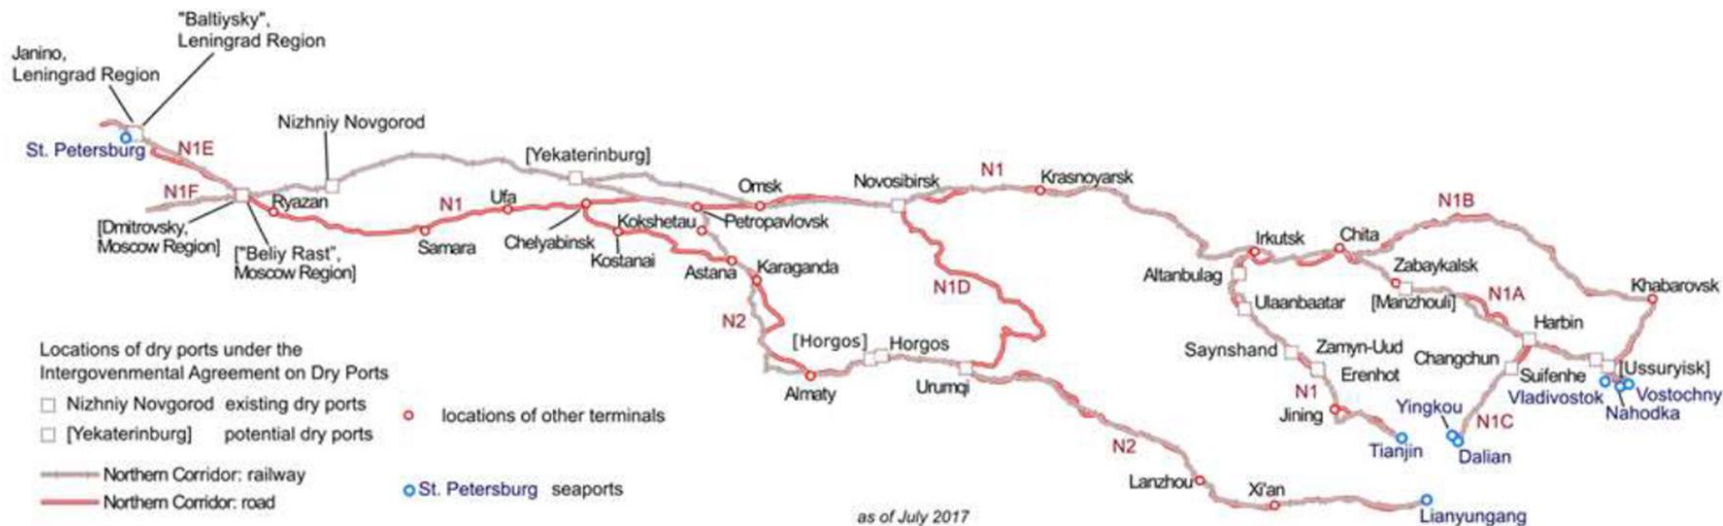 "Baltiysky",
Leningrad Region
Janino,
Leningrad Region
Nizhniy Novgorod
St. Petersburg
N1E
[Yekaterinburg]
N1F
Ryazan
N1
Ufa
Omsk
Novosibirsk
N1
Krasnoyarsk
[Dmitrovsky,
Moscow Region]
["Beliy Rast",
Moscow Region]
Samara
Chelyabinsk
Kokshetau
Petropavlovsk
Kostanai
Astana
Karaganda
N1D
N2
[Horgos]
Horgos
Almaty
Urumqi
N1B
Irkutsk
Chita
Altanbulag
Zabaykalsk
[Manzhouli]
N1A
Khabarovsk
Ulaanbaatar
Harbin
Saynshand
Zamyn-Uud
Changchun
Erenhot
Suifenhe
[Ussuryisk]
N1
Vladivostok
Vostochny
Jining
Yingkou
Nahodka
N1C
Tianjin
Dalian
N2
Lanzhou
Xi'an
Lianyungang
Locations of dry ports under the
Intergovenmental Agreement on Dry Ports
Nizhniy Novgorod existing dry ports
[Yekaterinburg] potential dry ports
locations of other terminals
Northern Corridor: railway
Northern Corridor: road
St. Petersburg seaports
as of July 2017